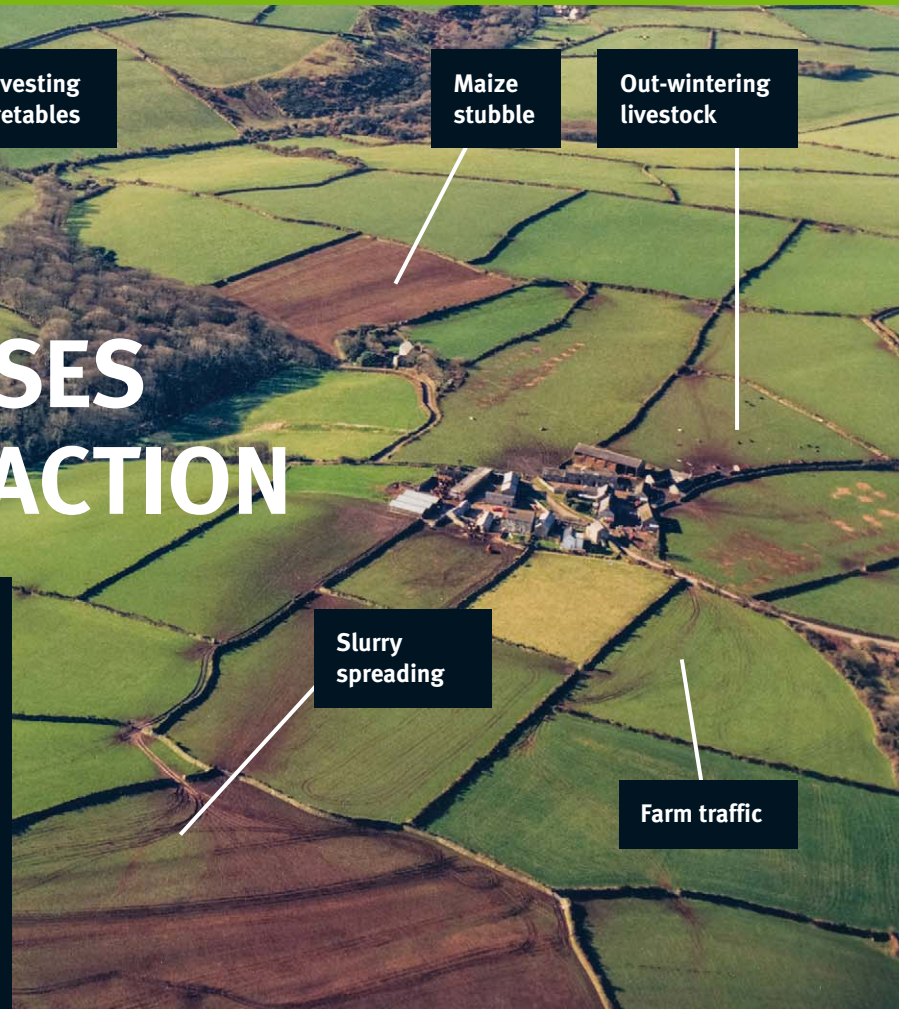 vesting
etables
Maize
stubble
Out-wintering
livestock
SES
ACTION
Slurry
spreading
Farm traffic